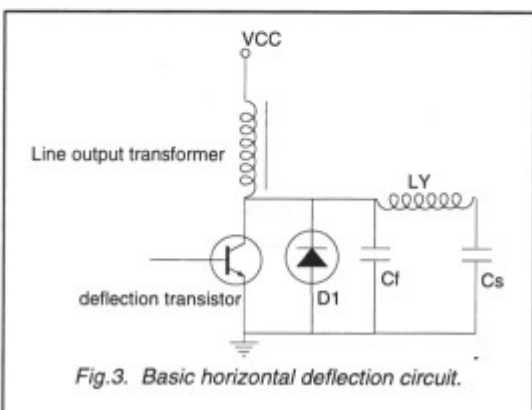 VCC
Line output transformer
LY
deflection transistor
D1
Cf
Cs
Fig.3. Basic horizontal deflection circuit.